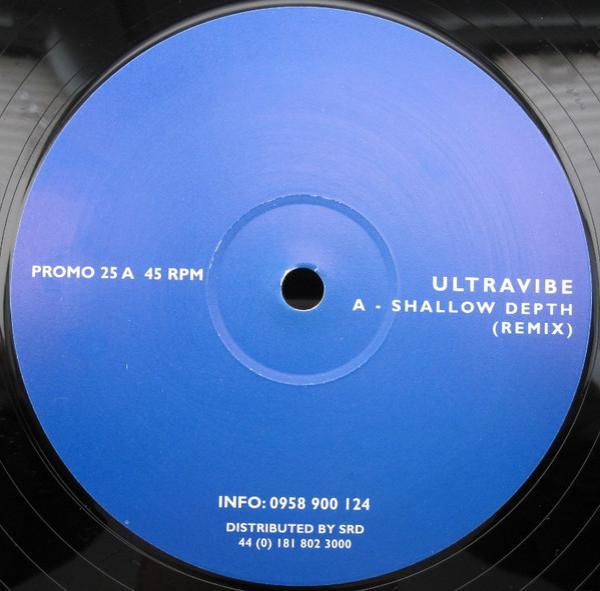 PROMO 25 A 45 RPM
ULTRAVIBE
A - SHALLOW DEPTH
(REMIX)
INFO: 0958 900 124
DISTRIBUTED BY SRD
44 (0) 181 802 3000